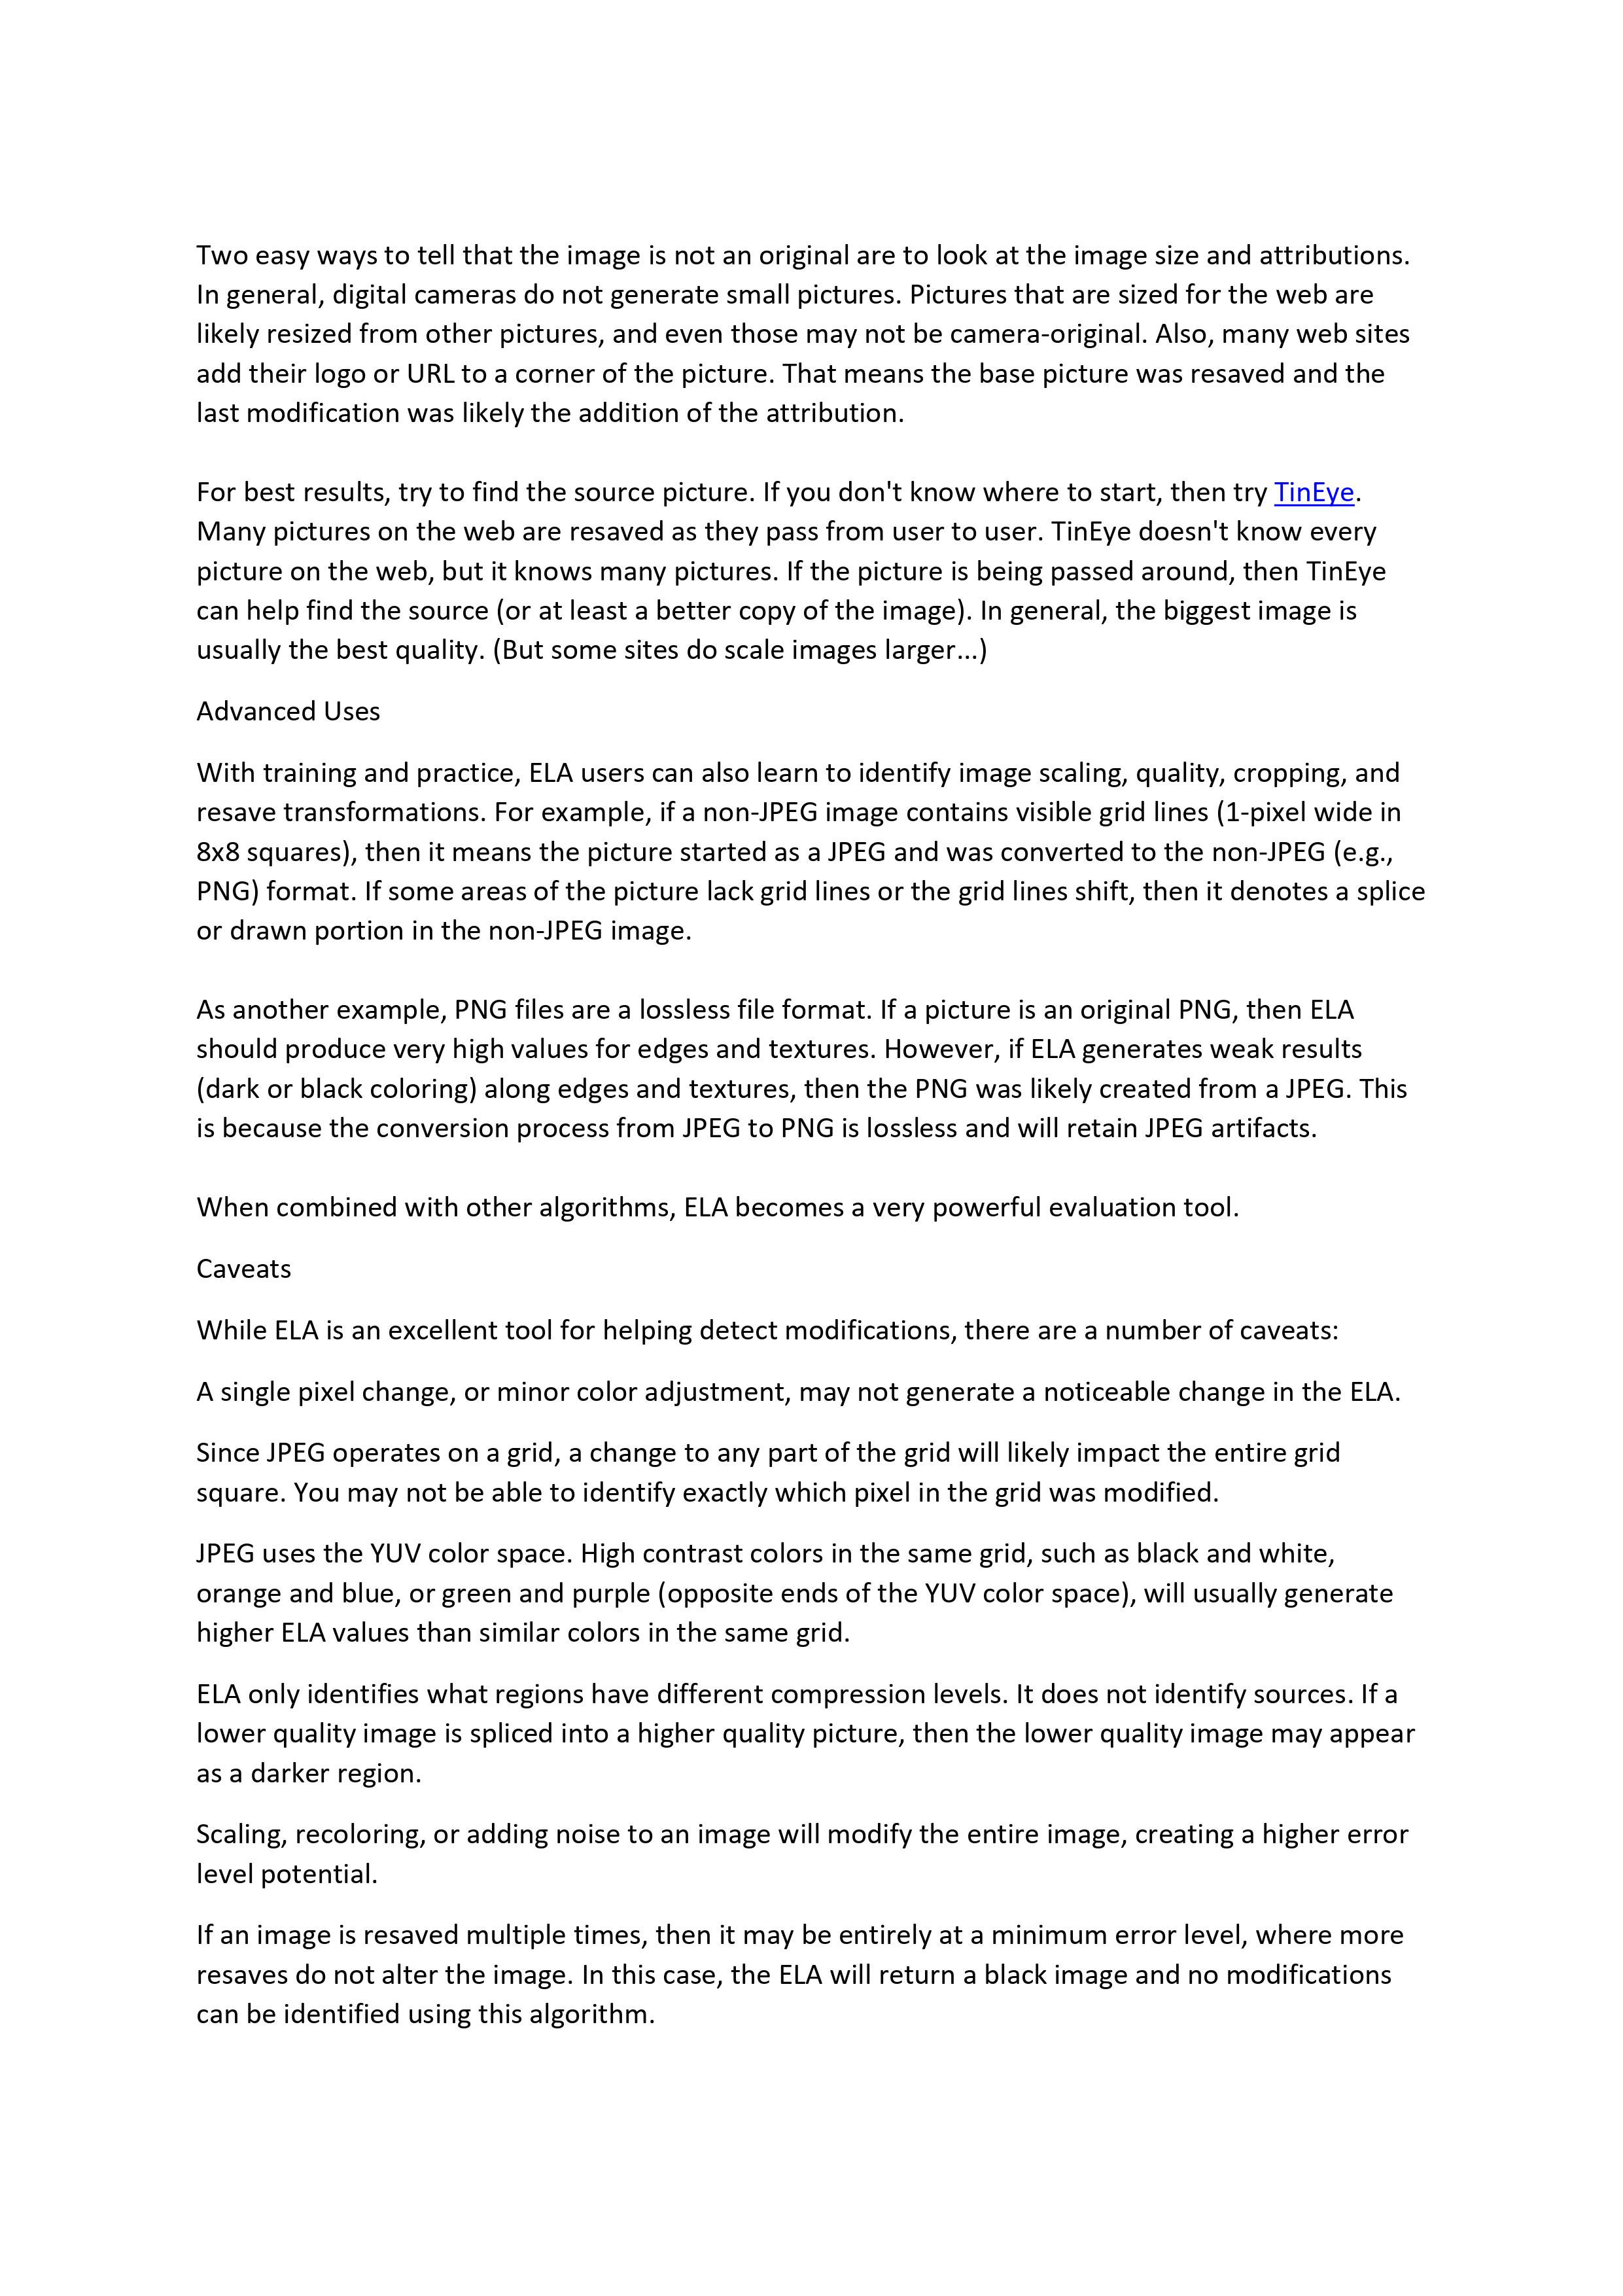 Two easy ways to tell that the image is not an original are to look at the image size and attributions.
In general, digital cameras do not generate small pictures. Pictures that are sized for the web are
likely resized from other pictures, and even those may not be camera-original. Also, many web sites
add their logo or URL to a corner of the picture. That means the base picture was resaved and the
last modification was likely the addition of the attribution.
For best results, try to find the source picture. If you don't know where to start, then try TinEye.
Many pictures on the web are resaved as they pass from user to user. TinEye doesn't know every
picture on the web, but it knows many pictures. If the picture is being passed around, then TinEye
can help find the source (or at least a better copy of the image). In general, the biggest image is
usually the best quality. (But some sites do scale images larger...)
Advanced Uses
With training and practice, ELA users can also learn to identify image scaling, quality, cropping, and
resave transformations. For example, if a non-JPEG image contains visible grid lines (1-pixel wide in
8x8 squares), then it means the picture started as a JPEG and was converted to the non-JPEG (e.g.,
PNG) format. If some areas of the picture lack grid lines or the grid lines shift, then it denotes a splice
or drawn portion in the non-JPEG image.
As another example, PNG files are a lossless file format. If a picture is an original PNG, then ELA
should produce very high values for edges and textures. However, if ELA generates weak results
(dark or black coloring) along edges and textures, then the PNG was likely created from a JPEG. This
is because the conversion process from JPEG to PNG is lossless and will retain JPEG artifacts.
When combined with other algorithms, ELA becomes a very powerful evaluation tool.
Caveats
While ELA is an excellent tool for helping detect modifications, there are a number of caveats:
A single pixel change, or minor color adjustment, may not generate a noticeable change in the ELA.
Since JPEG operates on a grid, a change to any part of the grid will likely impact the entire grid
square. You may not be able to identify exactly which pixel in the grid was modified.
JPEG uses the YUV color space. High contrast colors in the same grid, such as black and white,
orange and blue, or green and purple (opposite ends of the YUV color space), will usually generate
higher ELA values than similar colors in the same grid.
ELA only identifies what regions have different compression levels. It does not identify sources. If a
lower quality image is spliced into a higher quality picture, then the lower quality image may appear
as a darker region.
Scaling, recoloring, or adding noise to an image will modify the entire image, creating a higher error
level potential.
If an image is resaved multiple times, then it may be entirely at a minimum error level, where more
resaves do not alter the image. In this case, the ELA will return a black image and no modifications
can be identified using this algorithm.